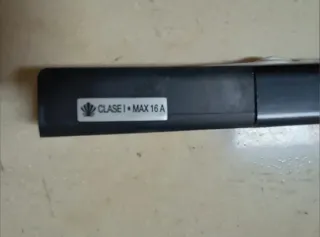 CLASE I • MAX 16 A